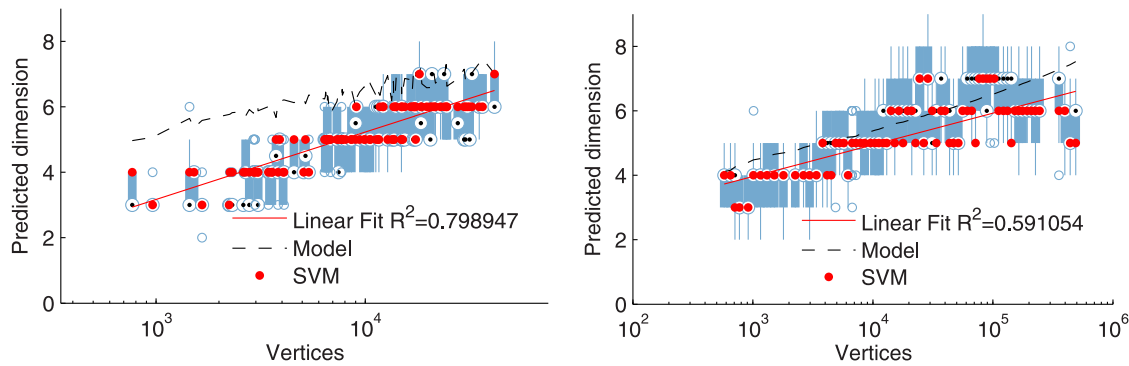 8
6
4
2
0
Predicted dimension
10^3
10^4
Vertices
Linear Fit R^2=0.798947
Model
SVM
8
6
4
2
0
Predicted dimension
10^2
10^3
10^4
10^5
10^6
Vertices
Linear Fit R^2=0.591054
Model
SVM